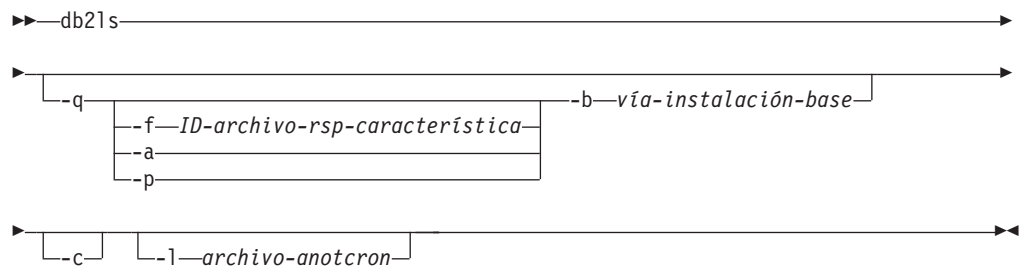 db2ls
-q -b vía-instalación-base
-f ID-archivo-rsp-característica
-a
-p
-c -l archivo-anotcron